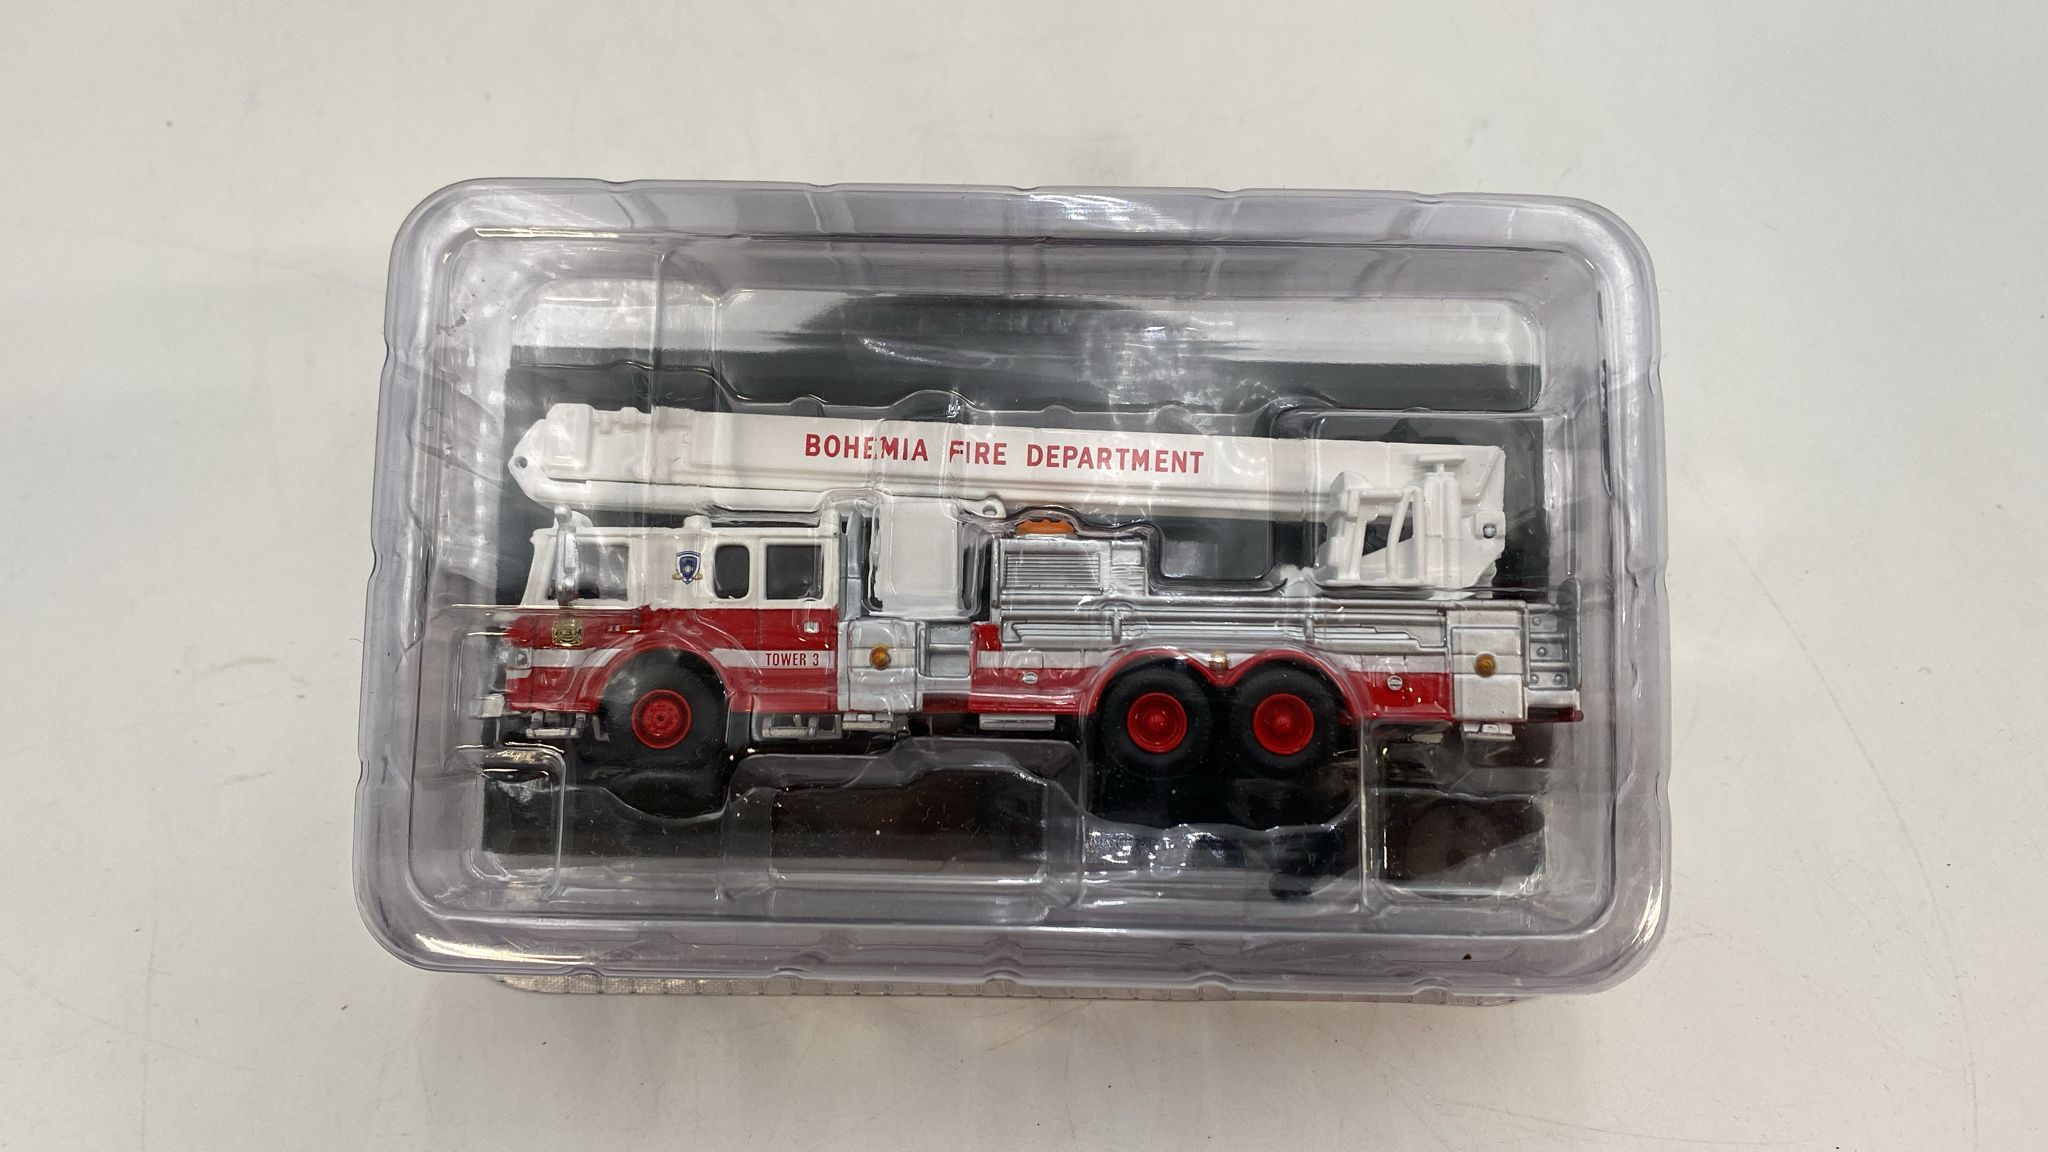 BOHEMIA FIRE DEPARTMENT
TOWER 3